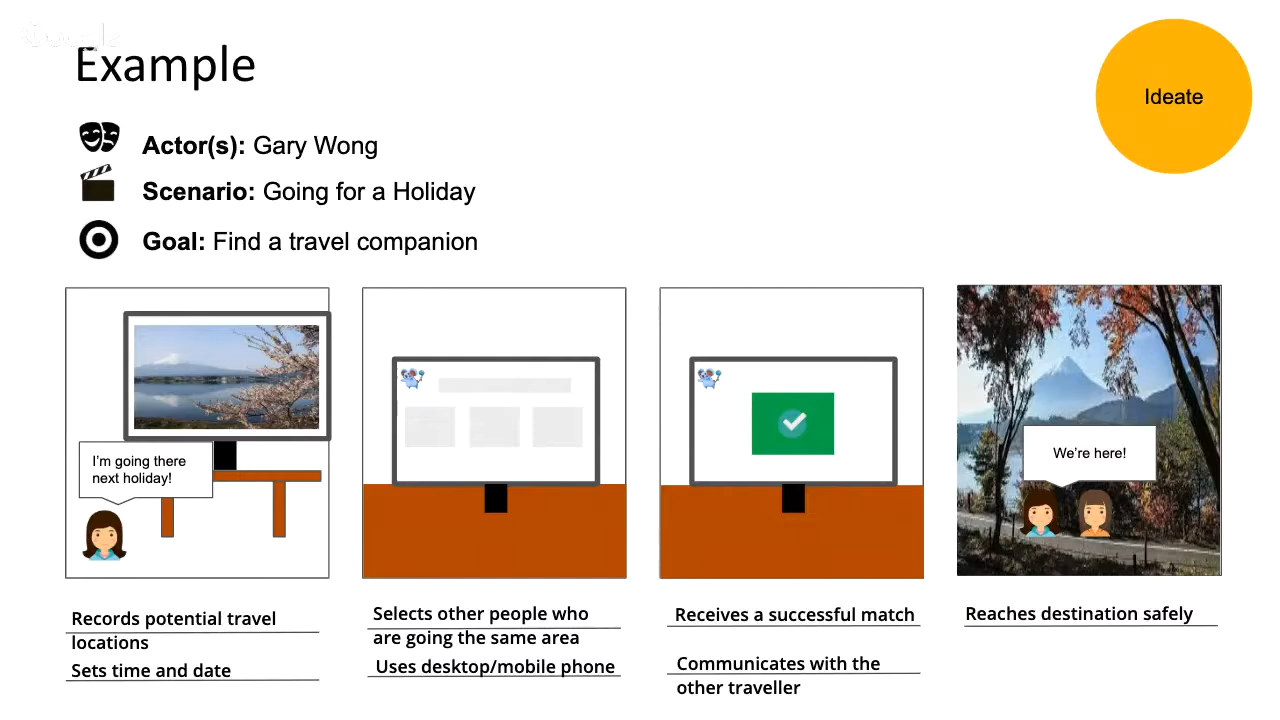 Example
Ideate
Actor(s): Gary Wong
Scenario: Going for a Holiday
Goal: Find a travel companion
I'm going there
next holiday!
We're here!
Records potential travel
locations
Sets time and date
Selects other people who
are going the same area
Uses desktop/mobile phone
Receives a successful match
Communicates with the
other traveller
Reaches destination safely